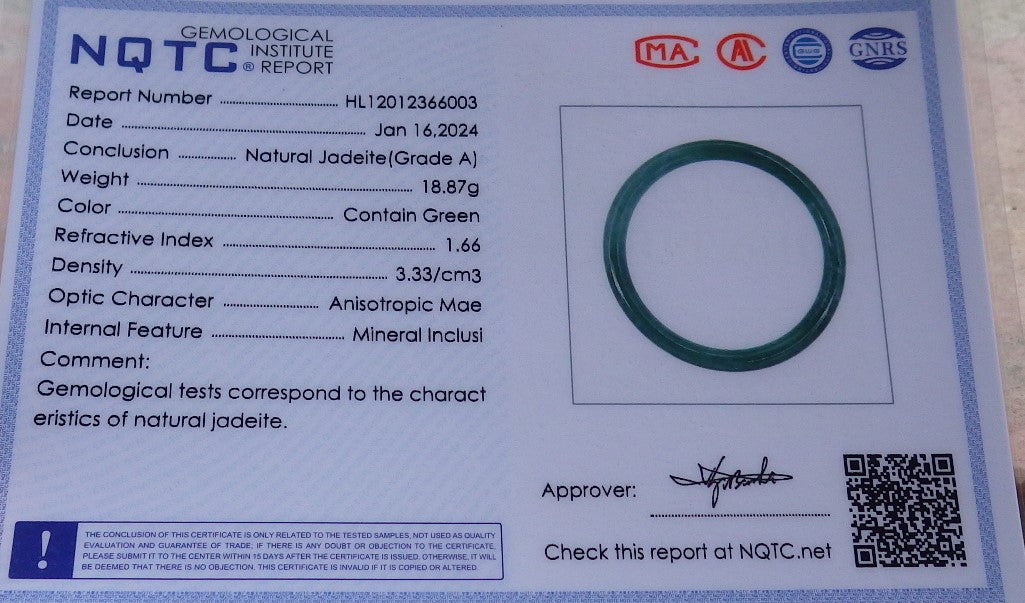 NQTC® GEMOLOGICAL INSTITUTE REPORT
MA
AL
GWS
GNRS
Report Number HL12012366003
Date Jan 16,2024
Conclusion Natural Jadeite(Grade A)
Weight 18.87g
Color Contain Green
Refractive Index 1.66
Density 3.33/cm3
Optic Character Anisotropic Mae
Internal Feature Mineral Inclusi
Comment:
Gemological tests correspond to the charact
eristics of natural jadeite.
Approver:
Check this report at NQTC.net
!
THE CONCLUSION OF THIS CERTIFICATE IS ONLY RELATED TO THE TESTED SAMPLES, NOT USED AS QUALITY
EVALUATION AND GUARANTEE OF TRADE, IF THERE IS ANY DOUBT OR OBJECTION TO THE CERTIFICATE,
PLEASE SUBMIT IT TO THE CENTER WITHIN 15 DAYS AFTER THE CERTIFICATE IS ISSUED. OTHERWISE, IT WILL
BE DEEMED THAT THERE IS NO OBJECTION. THIS CERTIFICATE IS INVALID IF IT IS COPIED OR ALTERED.